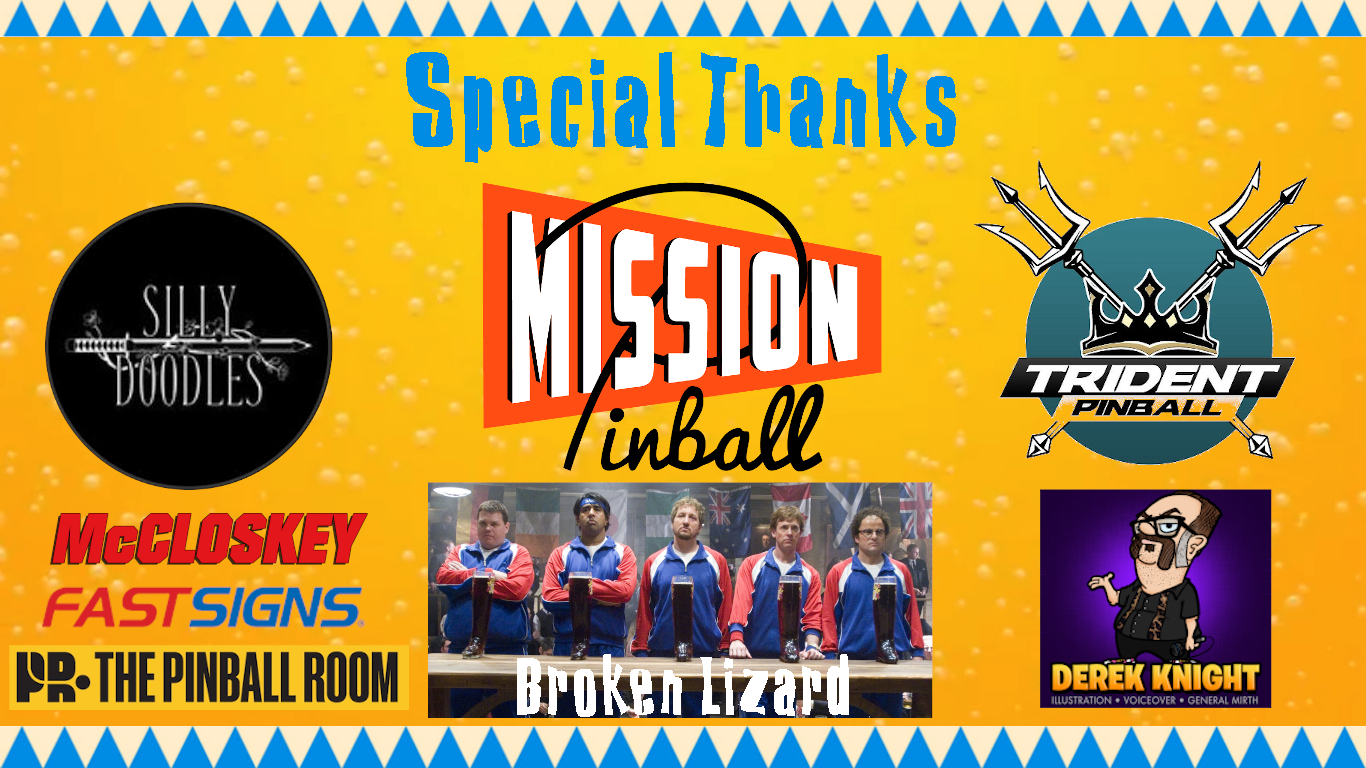 Special Thanks
SILLY
DOODLES
MISSION
Pinball
TRIDENT
PINBALL
McCLOSKEY
FASTSIGNS®
PR• THE PINBALL ROOM
Broken Lizard
DEREK KNIGHT
ILLUSTRATION • VOICEOVER • GENERAL MIRTH